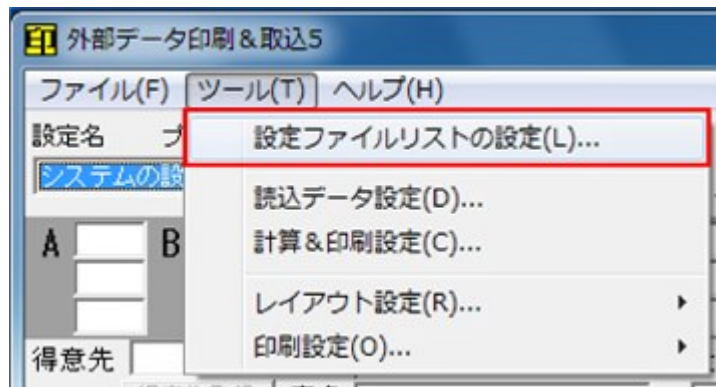 印 外部データ印刷&取込5
ファイル(F) ツール(T) ヘルプ(H)
設定名
設定ファイルリストの設定(L)...
システムの設
読込データ設定(D)...
A B
計算&印刷設定(C)...
レイアウト設定(R)...
得意先
印刷設定(O)...